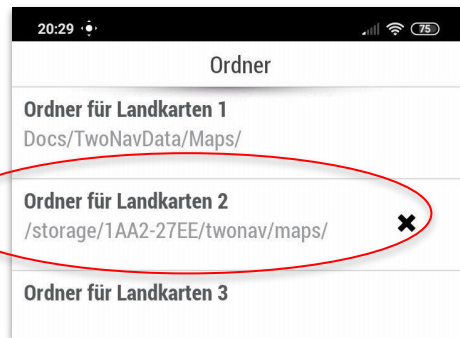 20:29
75
Ordner
Ordner für Landkarten 1
Docs/TwoNavData/Maps/
Ordner für Landkarten 2
/storage/1AA2-27EE/twonav/maps/
Ordner für Landkarten 3